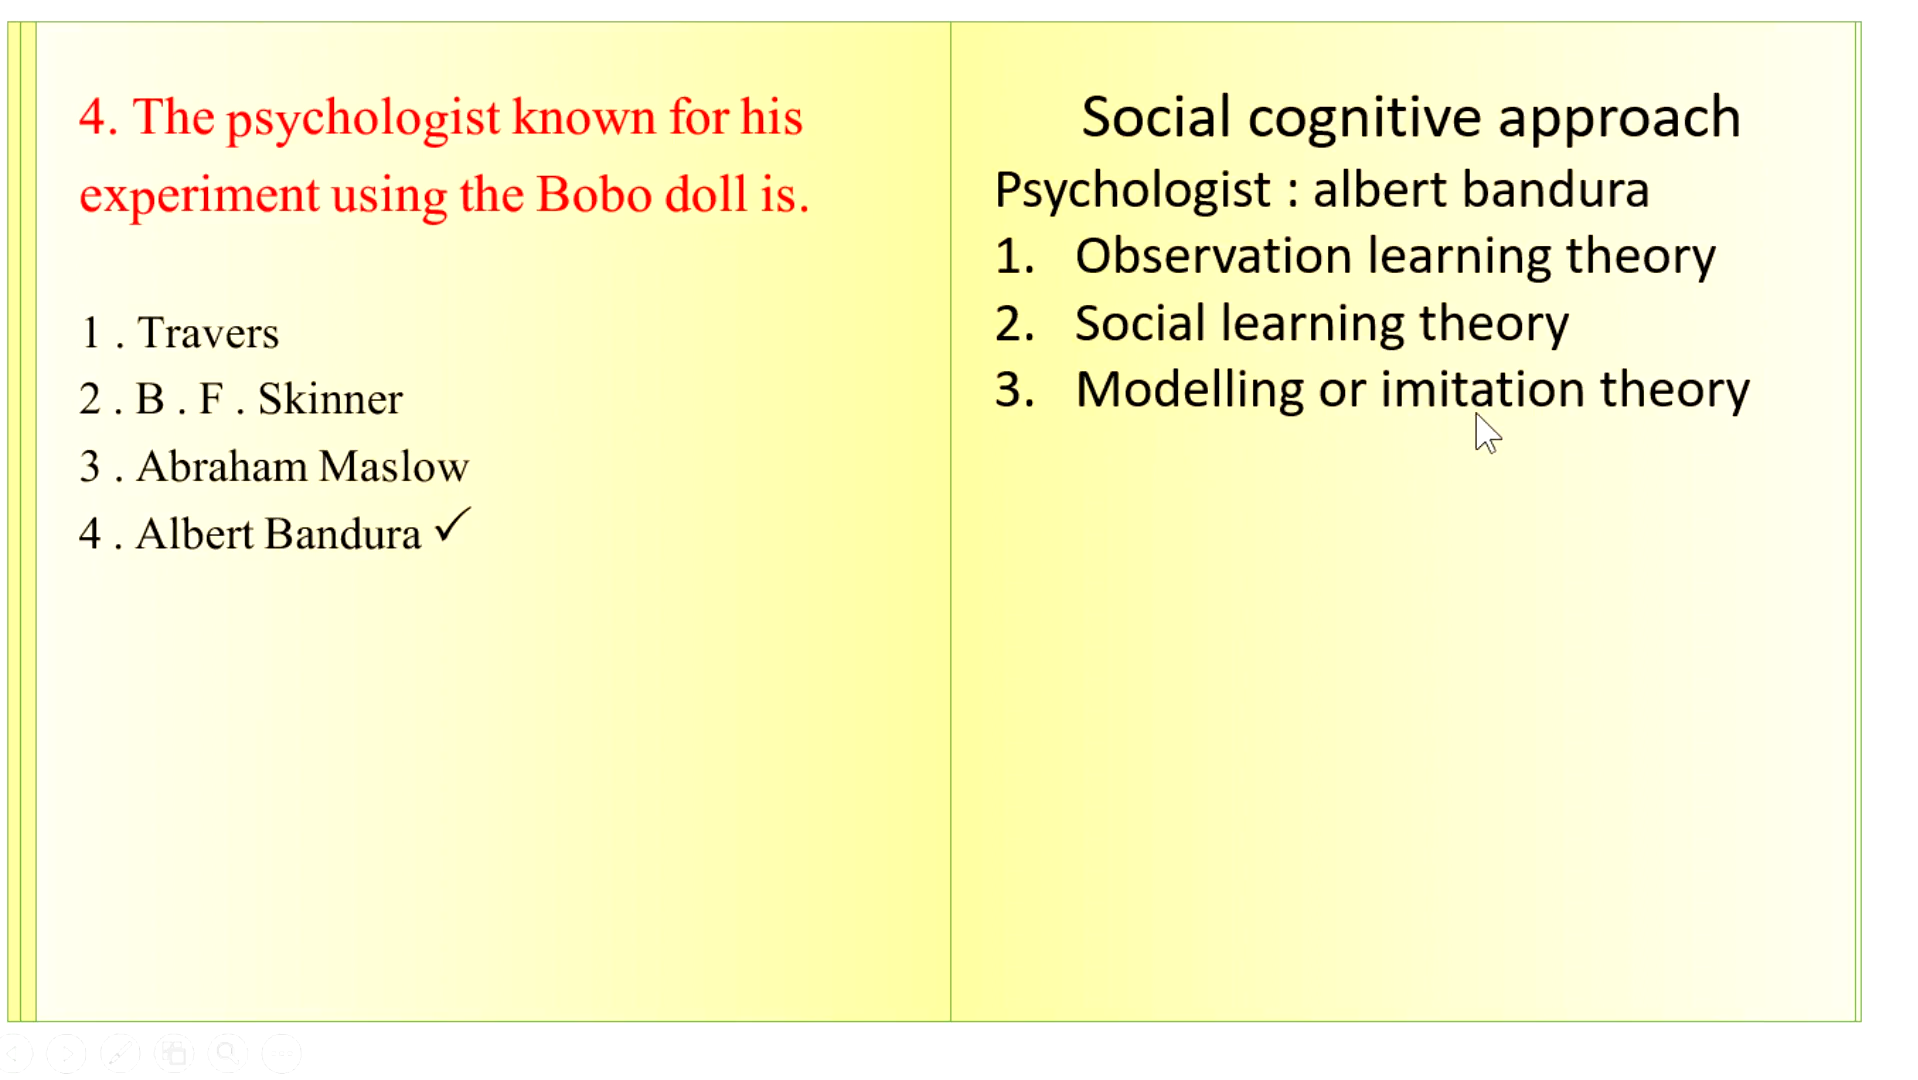 4. The psychologist known for his
experiment using the Bobo doll is.
1 . Travers
2 . B . F . Skinner
3 . Abraham Maslow
4 . Albert Bandura ✓
Social cognitive approach
Psychologist : albert bandura
1. Observation learning theory
2. Social learning theory
3. Modelling or imitation theory